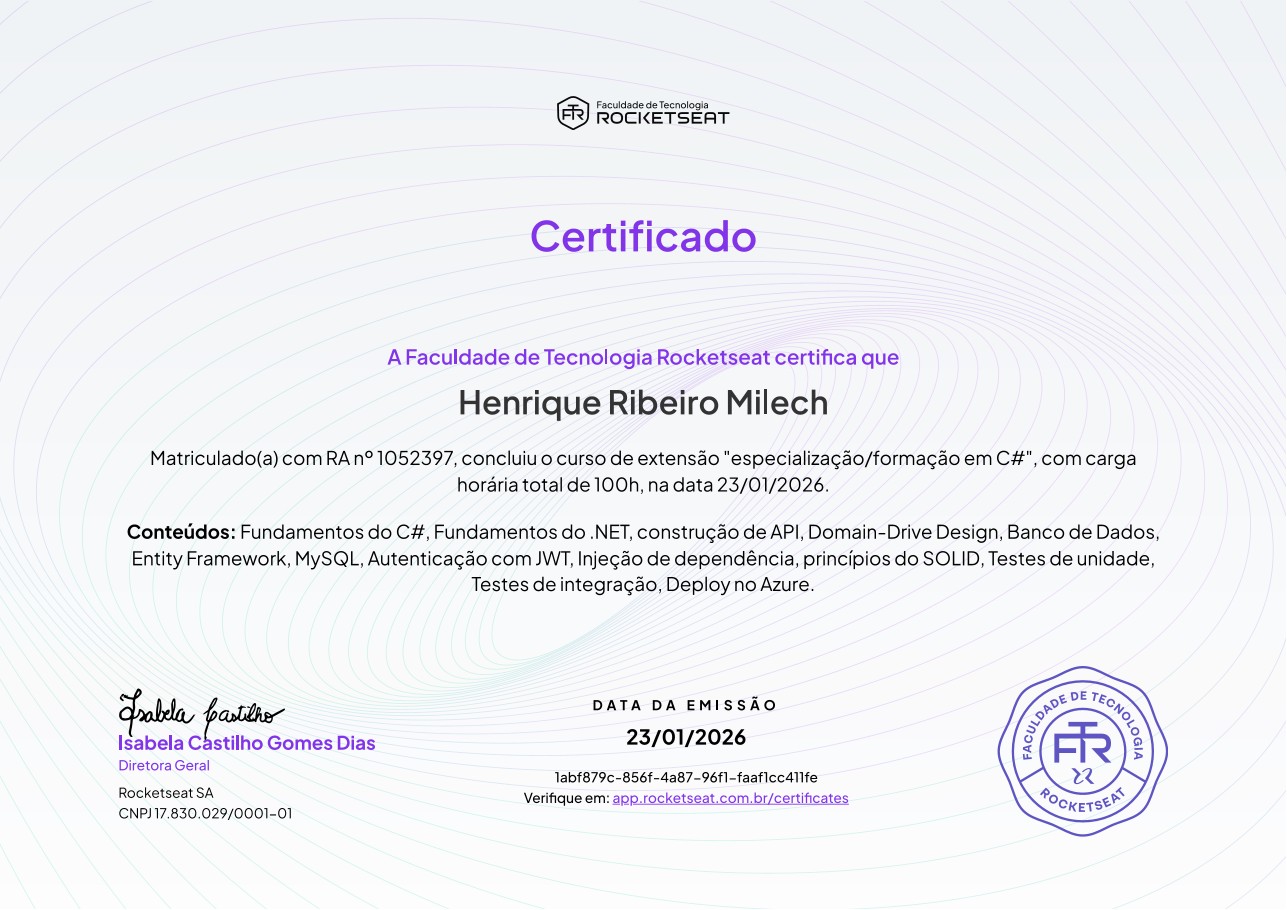 Faculdade de Tecnologia
ROCKETSEAT
Certificado
A Faculdade de Tecnologia Rocketseat certifica que
Henrique Ribeiro Milech
Matriculado(a) com RA nº 1052397, concluiu o curso de extensão "especialização/formação em C#", com carga
horária total de 100h, na data 23/01/2026.
Conteúdos: Fundamentos do C#, Fundamentos do .NET, construção de API, Domain-Drive Design, Banco de Dados,
Entity Framework, MySQL, Autenticação com JWT, Injeção de dependência, princípios do SOLID, Testes de unidade,
Testes de integração, Deploy no Azure.
Isabela Castilho
Isabela Castilho Gomes Dias
Diretora Geral
Rocketseat SA
CNPJ 17.830.029/0001-01
DATA DA EMISSÃO
23/01/2026
1abf879c-856f-4a87-96f1-faaf1cc411fe
Verifique em: app.rocketseat.com.br/certificates
FACULDADE DE TECNOLOGIA
FTR
ROCKETSEAT